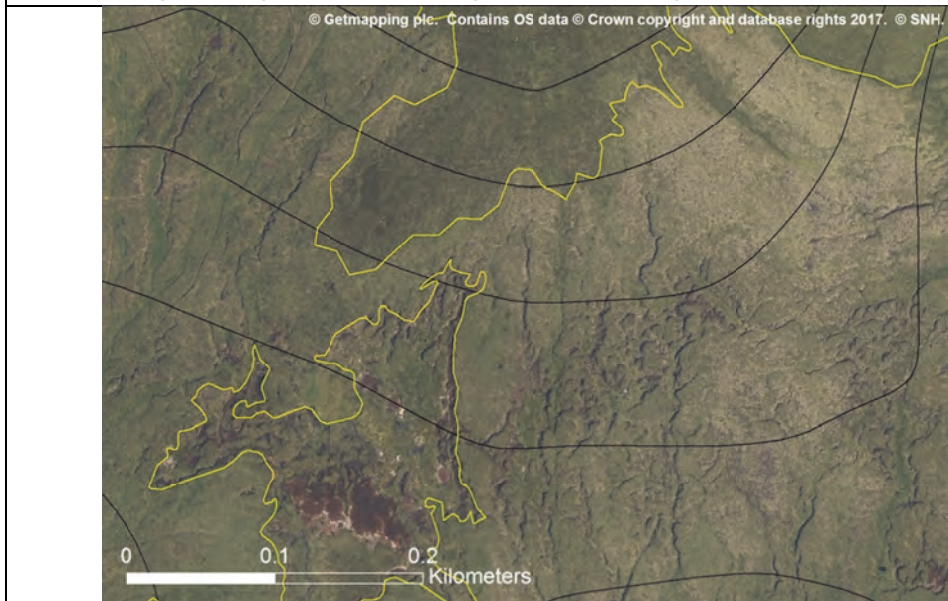 © Getmapping plc. Contains OS data © Crown copyright and database rights 2017. © SNH.
0 0.1 0.2
Kilometers